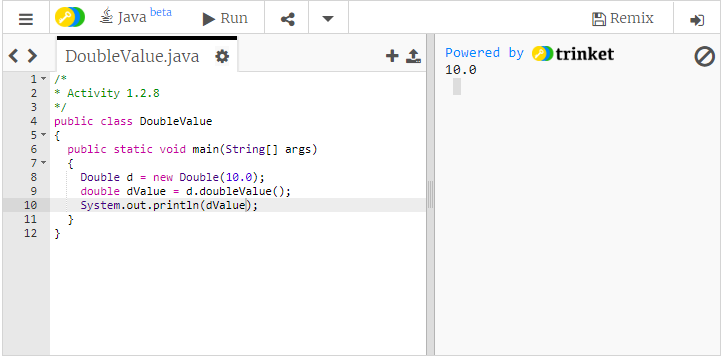 Java beta
Run
Remix
DoubleValue.java
1 /*
2 * Activity 1.2.8
3 */
4 public class DoubleValue
5 {
6 public static void main(String[] args)
7 {
8 Double d = new Double(10.0);
9 double dValue = d.doubleValue();
10 System.out.println(dValue);
11 }
12 }
Powered by trinket
10.0